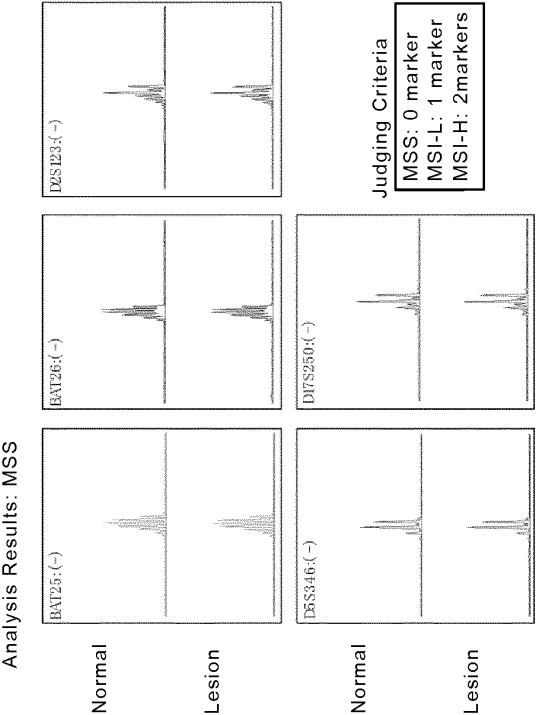 Analysis Results: MSS
BAT25:(-)
BAT26:(-)
D2S123:(-)
Normal
Lesion
D5S346:(-)
D17S250:(-)
Normal
Lesion
Judging Criteria
MSS: 0 marker
MSI-L: 1 marker
MSI-H: 2markers